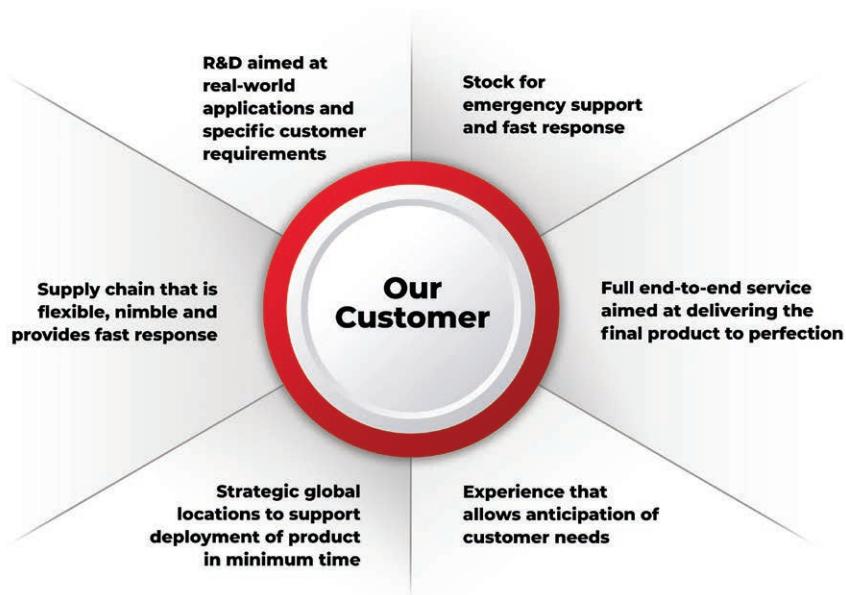 R&D aimed at
real-world
applications and
specific customer
requirements
Stock for
emergency support
and fast response
Supply chain that is
flexible, nimble and
provides fast response
Our
Customer
Full end-to-end service
aimed at delivering the
final product to perfection
Strategic global
locations to support
deployment of product
in minimum time
Experience that
allows anticipation of
customer needs